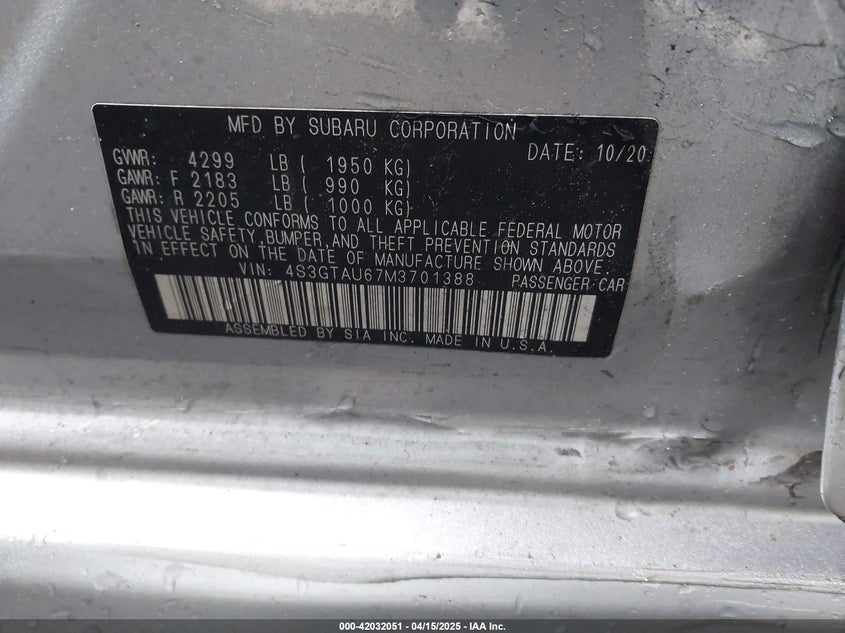 MFD BY SUBARU CORPORATION
DATE: 10/20
GVWR: 4299 LB ( 1950 KG)
GAWR: F 2183 LB ( 990 KG)
GAWR: R 2205 LB ( 1000 KG)
THIS VEHICLE CONFORMS TO ALL APPLICABLE FEDERAL MOTOR
VEHICLE SAFETY, BUMPER, AND THEFT PREVENTION STANDARDS
IN EFFECT ON THE DATE OF MANUFACTURE SHOWN ABOVE.
VIN: 4S3GTAU67M3701388 PASSENGER CAR
ASSEMBLED BY SIA INC. MADE IN U.S.A.
000-42032051 - 04/15/2025 - IAA Inc.